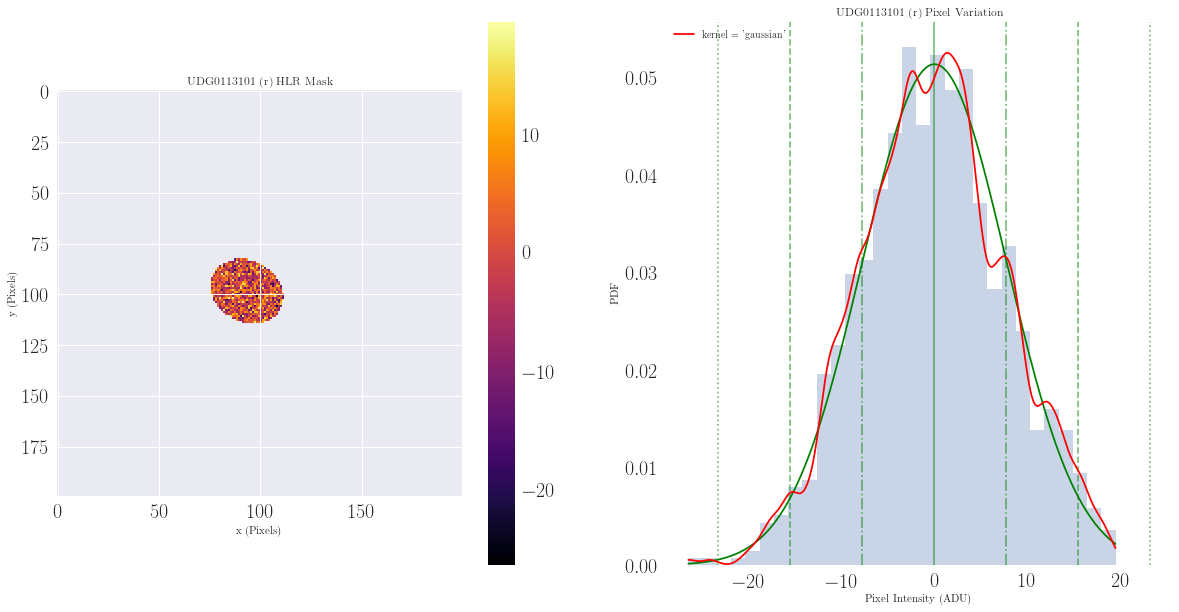 UDG0113101 (r) HLR Mask
0
25
50
75
100
125
150
175
y (Pixels)
0 50 100 150
x (Pixels)
10
0
−10
−20
UDG0113101 (r) Pixel Variation
kernel = 'gaussian'
0.05
0.04
0.03
0.02
0.01
0.00
PDF
−20 −10 0 10 20
Pixel Intensity (ADU)